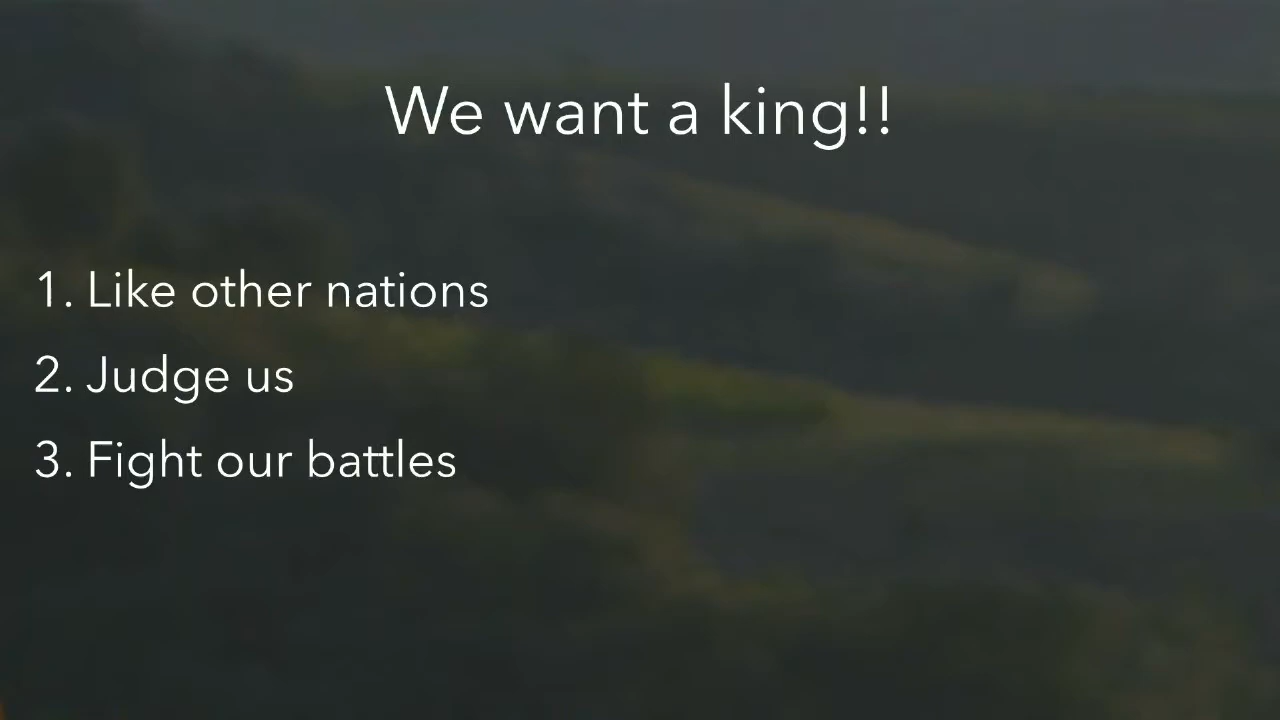 We want a king!!
1. Like other nations
2. Judge us
3. Fight our battles